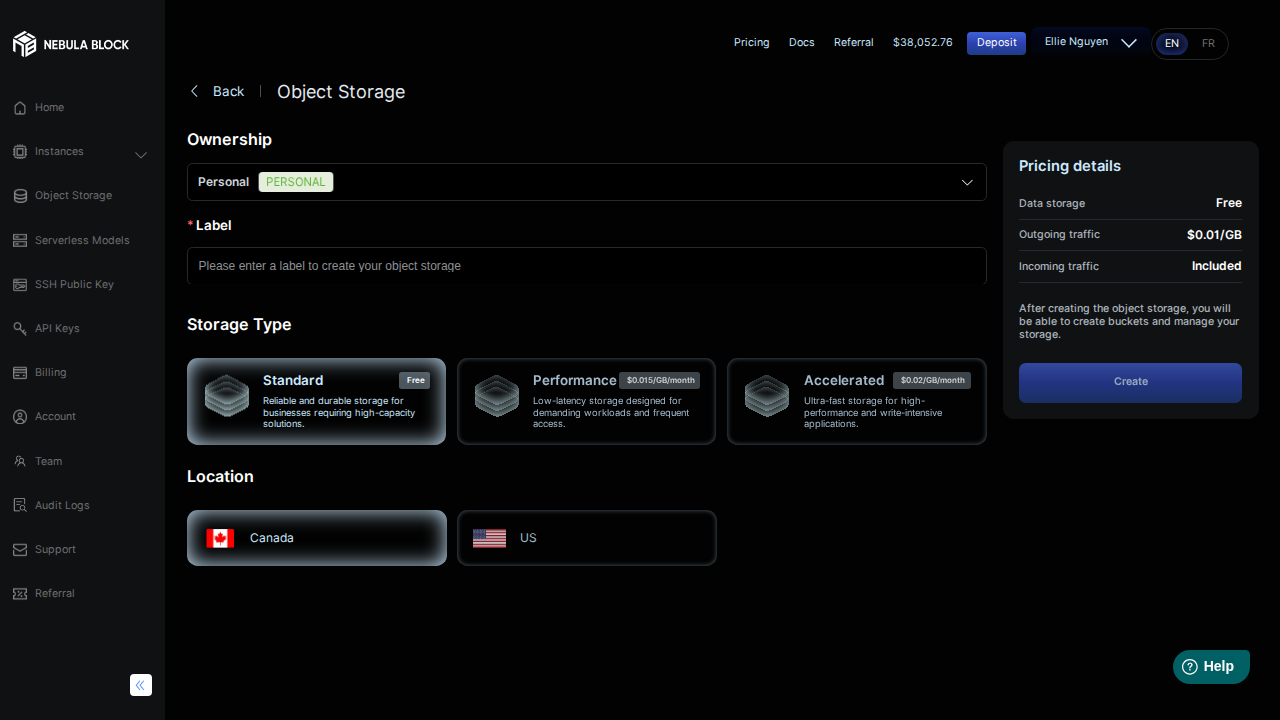 NEBULA BLOCK
Pricing
Docs
Referral
$38,052.76
Deposit
Ellie Nguyen
EN
FR
Home
Instances
Object Storage
Serverless Models
SSH Public Key
API Keys
Billing
Account
Team
Audit Logs
Support
Referral
Back
Object Storage
Ownership
Personal PERSONAL
* Label
Please enter a label to create your object storage
Storage Type
Standard
Free
Reliable and durable storage for
businesses requiring high-capacity
solutions.
Performance
$0.015/GB/month
Low-latency storage designed for
demanding workloads and frequent
access.
Accelerated
$0.02/GB/month
Ultra-fast storage for high-
performance and write-intensive
applications.
Location
Canada
US
Pricing details
Data storage Free
Outgoing traffic $0.01/GB
Incoming traffic Included
After creating the object storage, you will
be able to create buckets and manage your
storage.
Create
Help